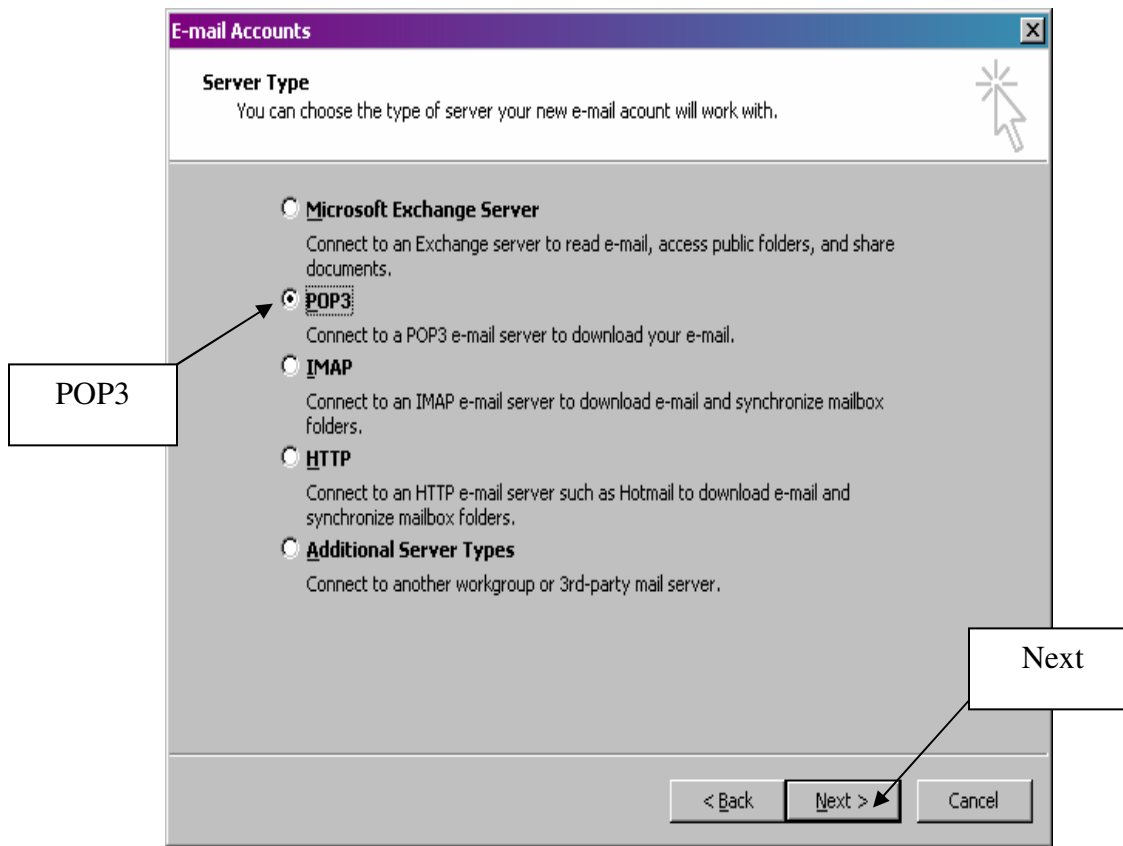 E-mail Accounts
Server Type
You can choose the type of server your new e-mail acount will work with.
Microsoft Exchange Server
Connect to an Exchange server to read e-mail, access public folders, and share
documents.
POP3
Connect to a POP3 e-mail server to download your e-mail.
IMAP
POP3
Connect to an IMAP e-mail server to download e-mail and synchronize mailbox
folders.
HTTP
Connect to an HTTP e-mail server such as Hotmail to download e-mail and
synchronize mailbox folders.
Additional Server Types
Connect to another workgroup or 3rd-party mail server.
Next
< Back Next > Cancel